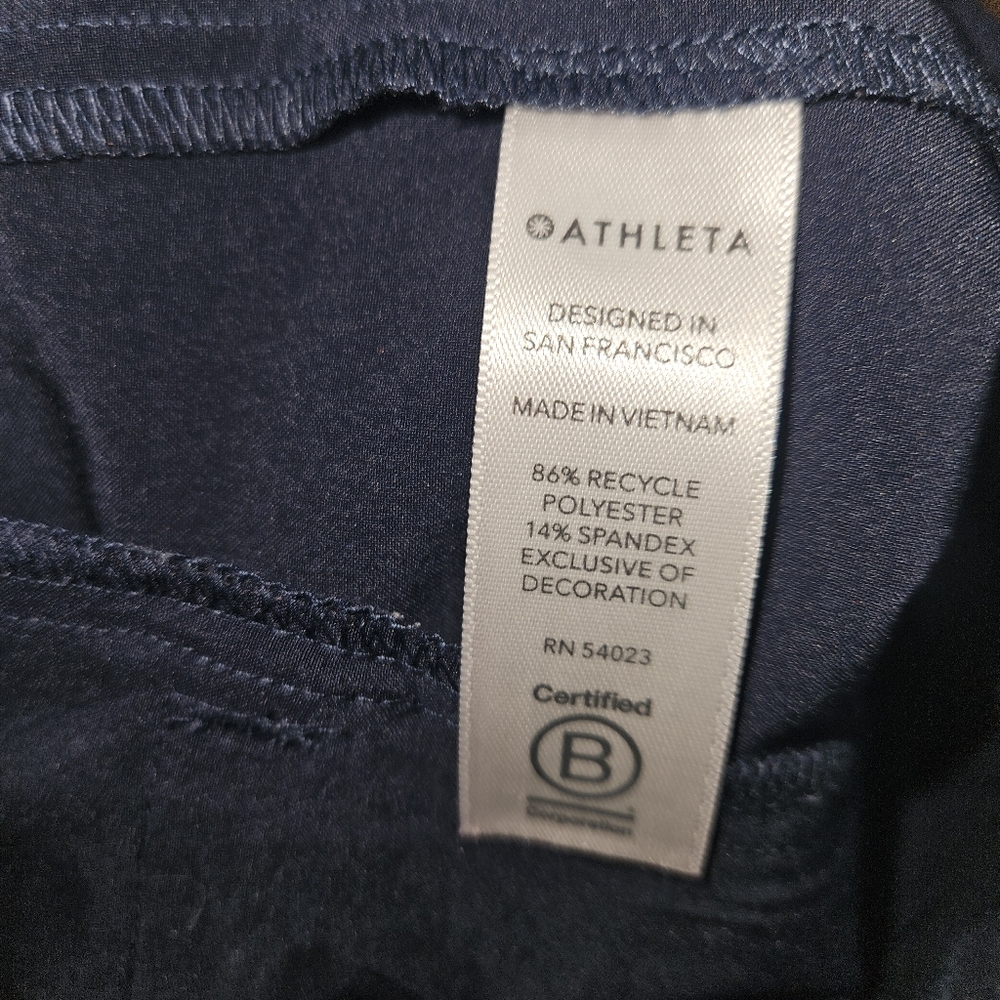 ATHLETA
DESIGNED IN
SAN FRANCISCO
MADE IN VIETNAM
86% RECYCLE
POLYESTER
14% SPANDEX
EXCLUSIVE OF
DECORATION
RN 54023
Certified
B
Corporation